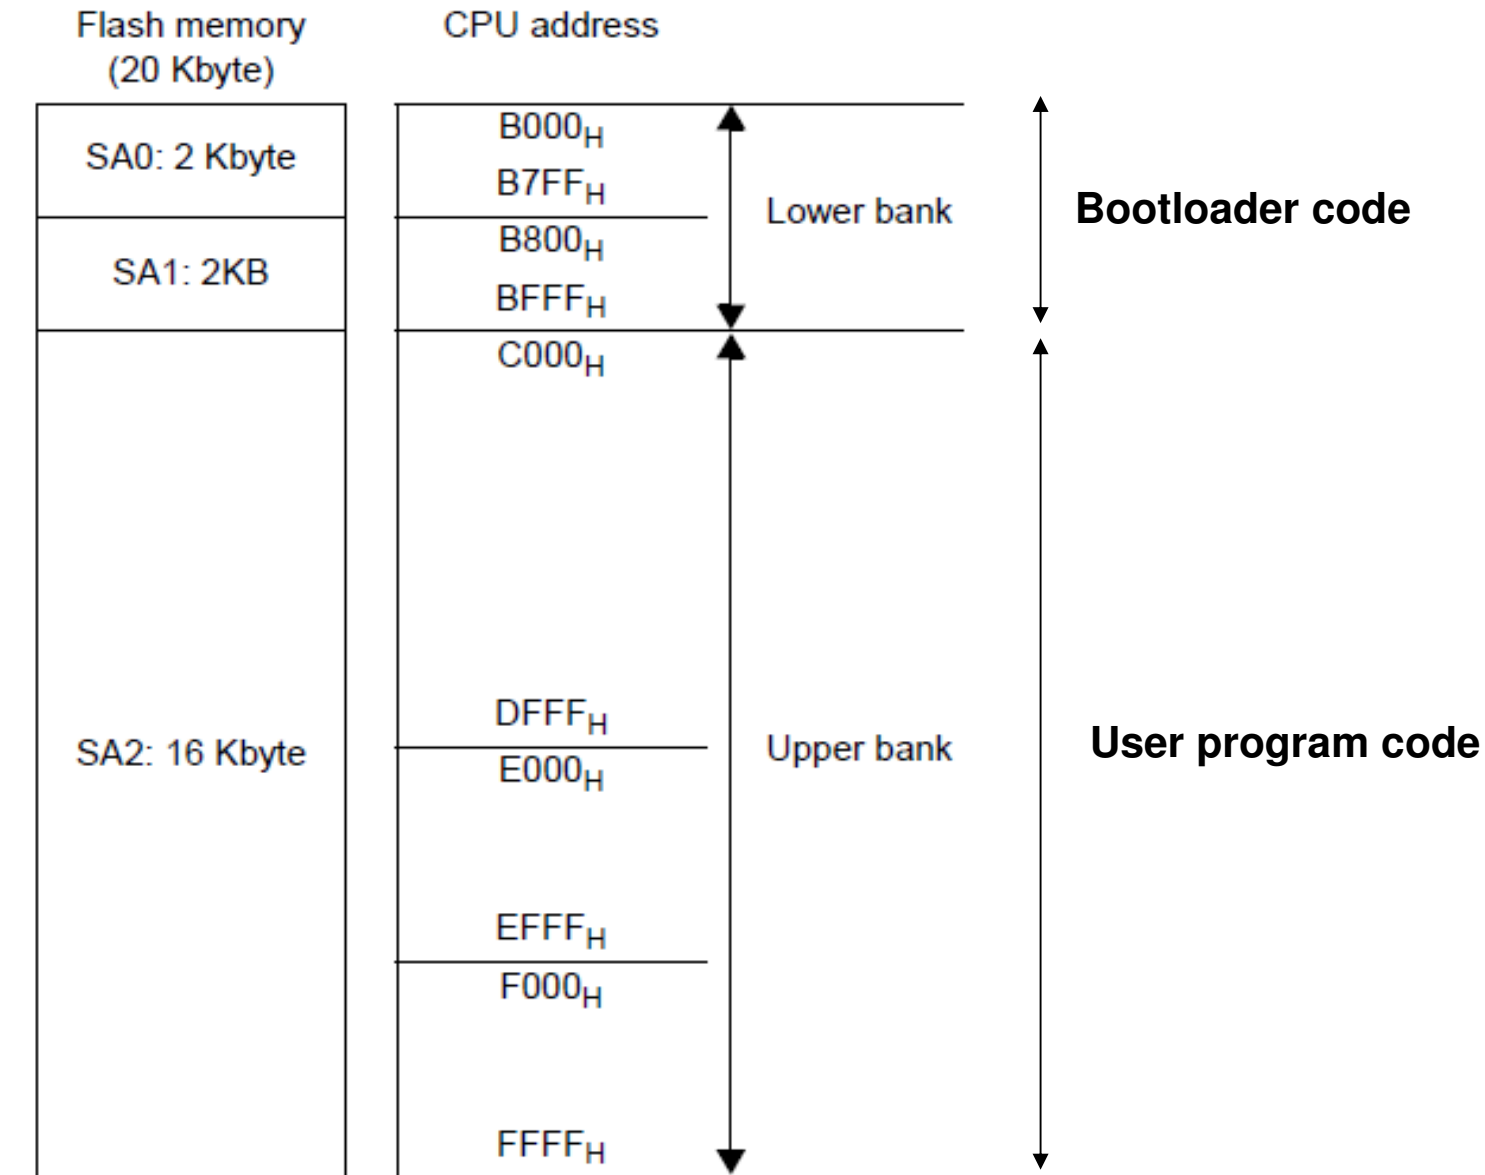 Flash memory
(20 Kbyte)
CPU address
SA0: 2 Kbyte
B000H
B7FFH
Lower bank
Bootloader code
SA1: 2KB
B800H
BFFFH
C000H
DFFFH
SA2: 16 Kbyte
E000H
Upper bank
User program code
EFFFH
F000H
FFFFH